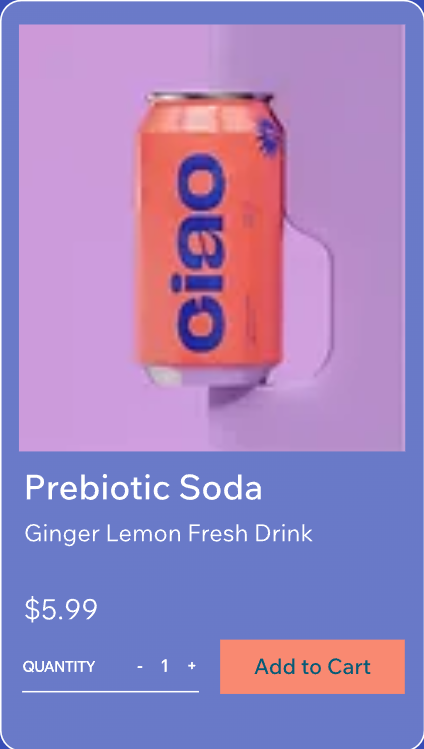 ciao
Prebiotic Soda
Ginger Lemon Fresh Drink
$5.99
QUANTITY - 1 + Add to Cart